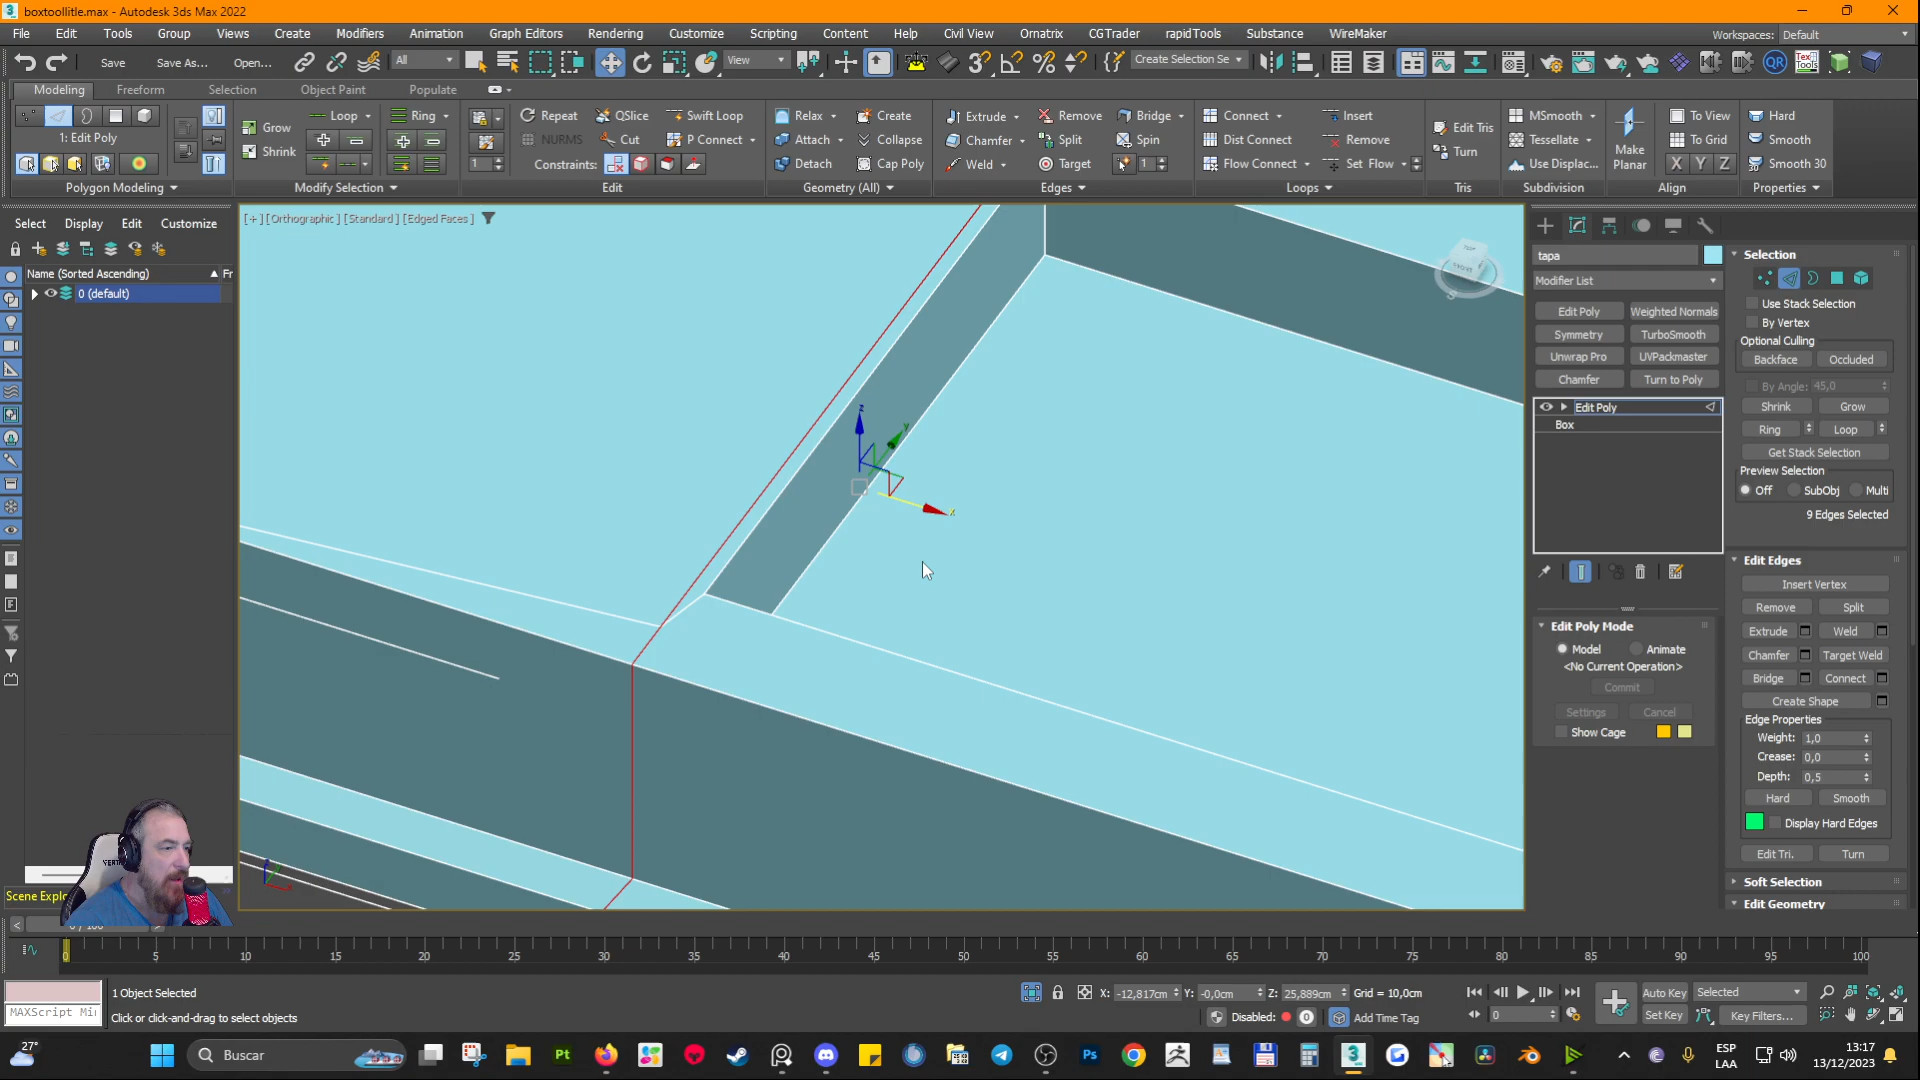 boxtoollitle.max - Autodesk 3ds Max 2022
File Edit Tools Group Views Create Modifiers Animation Graph Editors Rendering Customize Scripting Content Help Civil View Ornatrix CGTrader rapidTools Substance WireMaker Workspaces: Default
Save Save As... Open... All View Create Selection Se QR TexTools
Modeling Freeform Selection Object Paint Populate
1: Edit Poly
Polygon Modeling
Grow Loop Ring
Shrink
Modify Selection
1
Repeat QSlice Swift Loop
NURMS Cut P Connect
Constraints:
Edit
Relax Create
Attach Collapse
Detach Cap Poly
Geometry (All)
Extrude Remove Bridge
Chamfer Split Spin
Weld Target 1
Edges
Connect Insert
Dist Connect Remove
Flow Connect Set Flow
Loops
Edit Tris
Turn
Tris
MSmooth
Tessellate
Use Displac...
Subdivision
Make Planar
To View
To Grid
X Y Z
Align
Hard
Smooth
Smooth 30
Properties
Select Display Edit Customize
Name (Sorted Ascending) Fr
0 (default)
Scene Explo
[+] [Orthographic] [Standard] [Edged Faces]
z
y
x
tapa
Modifier List
Edit Poly Weighted Normals
Symmetry TurboSmooth
Unwrap Pro UVPackmaster
Chamfer Turn to Poly
Edit Poly
Box
Edit Poly Mode
Model Animate
<No Current Operation>
Commit
Settings Cancel
Show Cage
Selection
Use Stack Selection
By Vertex
Optional Culling
Backface Occluded
By Angle: 45,0
Shrink Grow
Ring Loop
Get Stack Selection
Preview Selection
Off SubObj Multi
9 Edges Selected
Edit Edges
Insert Vertex
Remove Split
Extrude Weld
Chamfer Target Weld
Bridge Connect
Create Shape
Edge Properties
Weight: 1,0
Crease: 0,0
Depth: 0,5
Hard Smooth
Display Hard Edges
Edit Tri. Turn
Soft Selection
Edit Geometry
0 / 100
0 5 10 15 20 25 30 35 40 45 50 55 60 65 70 75 80 85 90 95 100
1 Object Selected
MAXScript Mi
Click or click-and-drag to select objects
X: -12,817cm Y: -0,0cm Z: 25,889cm Grid = 10,0cm
Disabled: 0 Add Time Tag
0
Auto Key Selected
Set Key Key Filters...
27°
Buscar
Pt Ps
ESP
LAA
13:17
13/12/2023